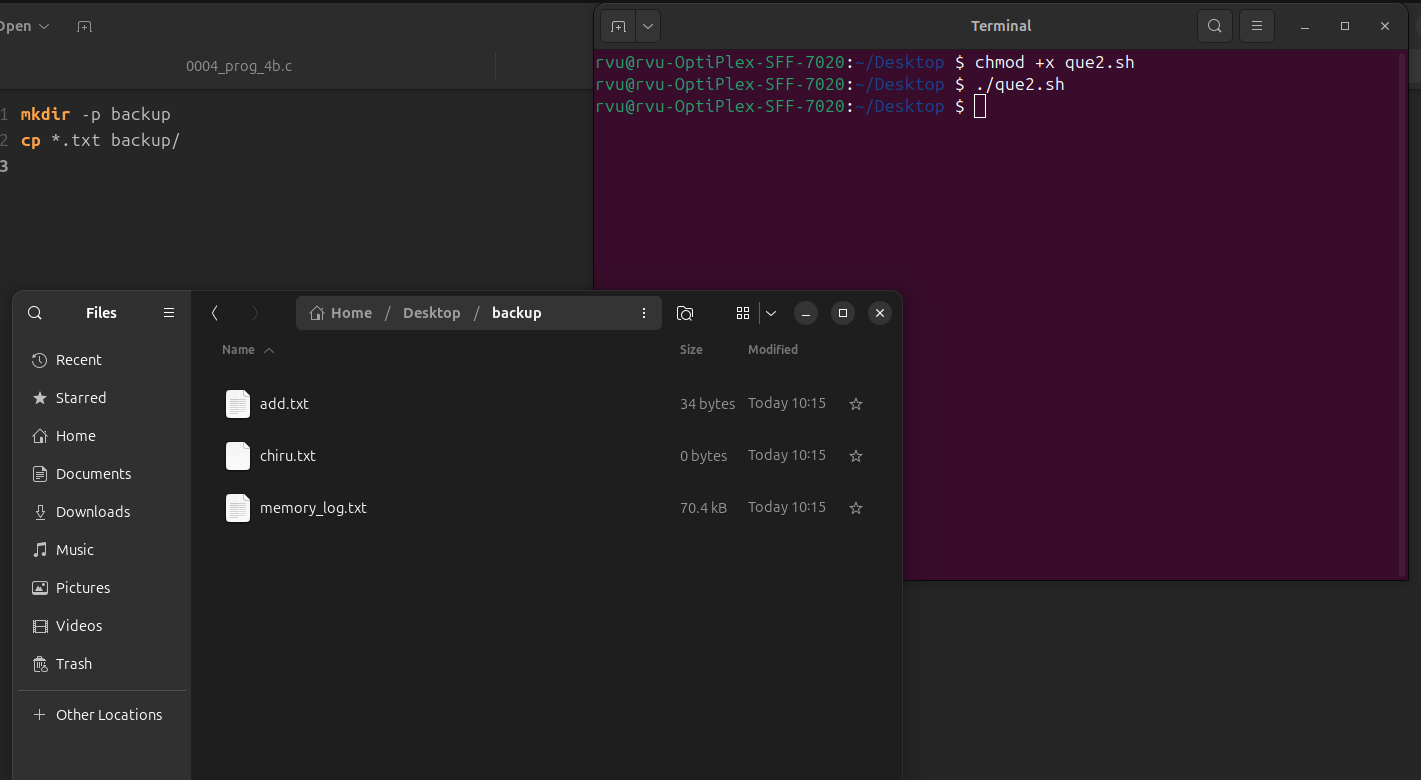 Open
0004_prog_4b.c
1 mkdir -p backup
2 cp *.txt backup/
3
Terminal
rvu@rvu-OptiPlex-SFF-7020:~/Desktop $ chmod +x que2.sh
rvu@rvu-OptiPlex-SFF-7020:~/Desktop $ ./que2.sh
rvu@rvu-OptiPlex-SFF-7020:~/Desktop $
Files
Home / Desktop / backup
Recent
Starred
Home
Documents
Downloads
Music
Pictures
Videos
Trash
Other Locations
Name Size Modified
add.txt 34 bytes Today 10:15
chiru.txt 0 bytes Today 10:15
memory_log.txt 70.4 kB Today 10:15